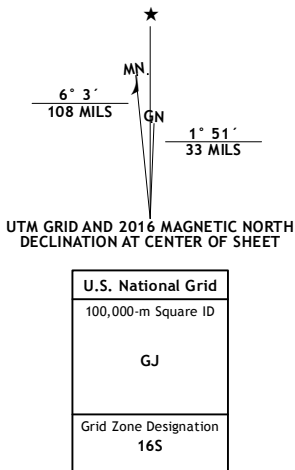 ★
MN.
GN
6° 3´
108 MILS
1° 51´
33 MILS
UTM GRID AND 2016 MAGNETIC NORTH
DECLINATION AT CENTER OF SHEET
U.S. National Grid
100,000-m Square ID
GJ
Grid Zone Designation
16S